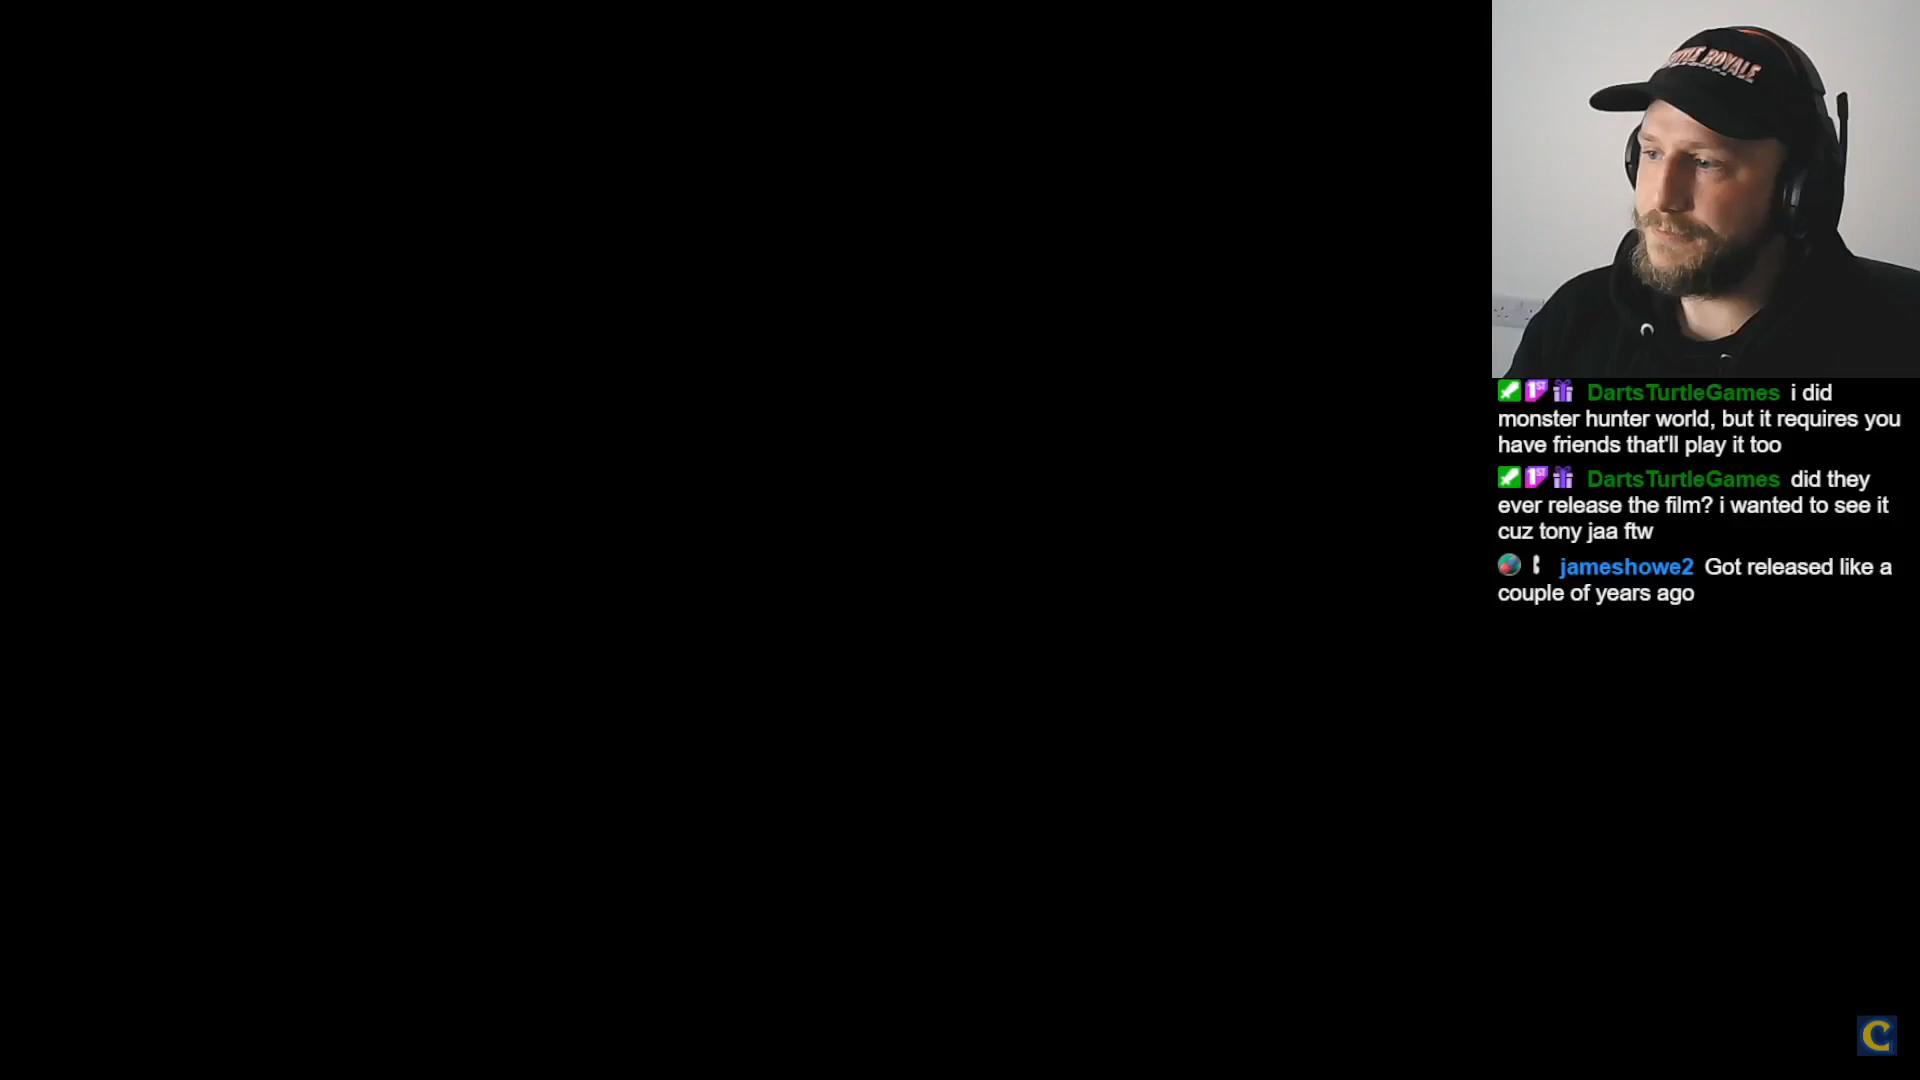 BATTLE ROYALE
DartsTurtleGames i did
monster hunter world, but it requires you
have friends that'll play it too
DartsTurtleGames did they
ever release the film? i wanted to see it
cuz tony jaa ftw
jameshowe2 Got released like a
couple of years ago
C